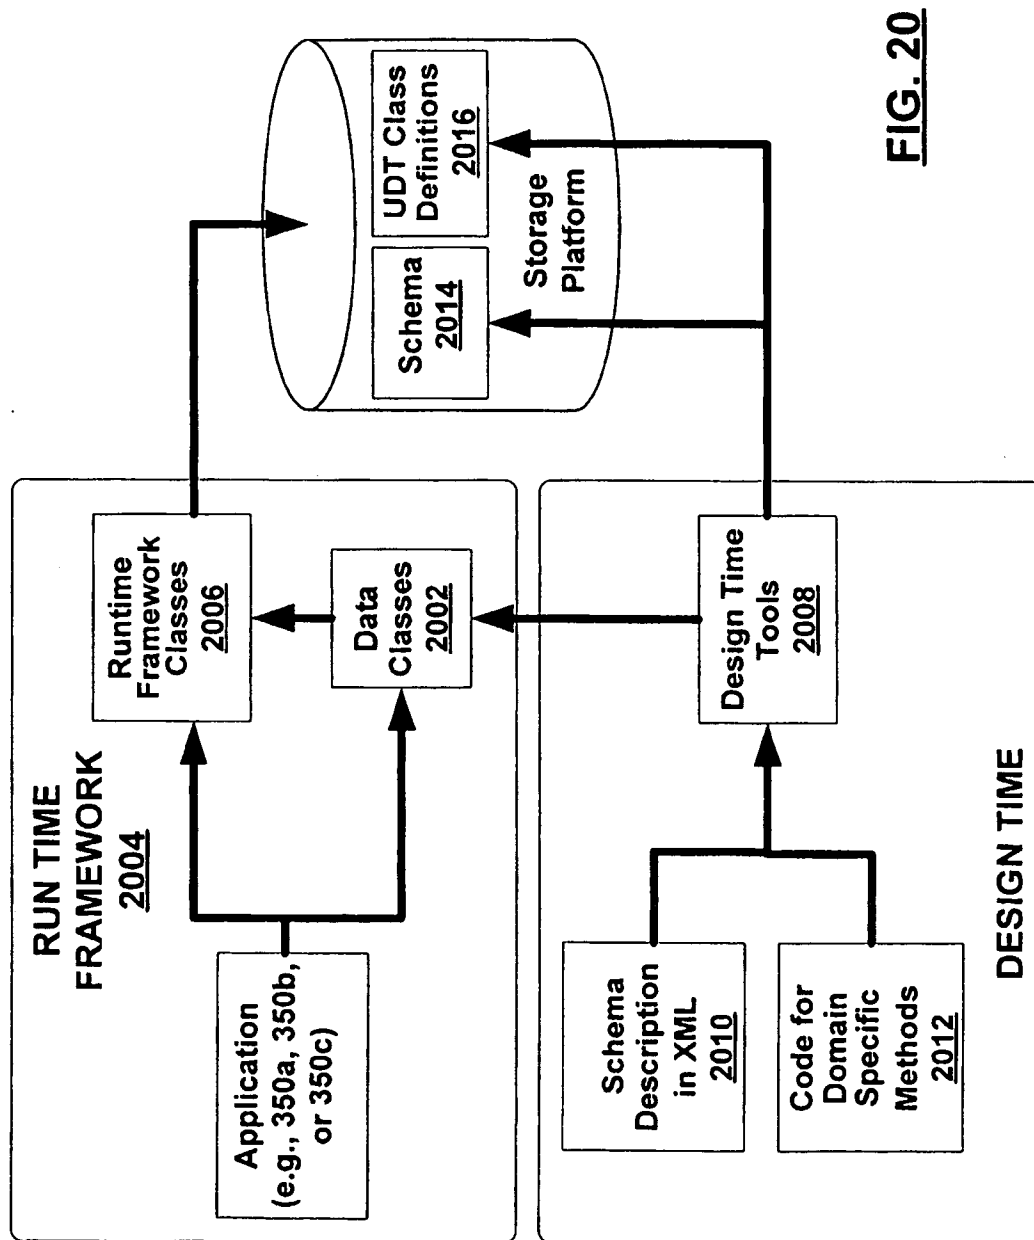 RUN TIME
FRAMEWORK
2004
Application
(e.g., 350a, 350b,
or 350c)
Runtime
Framework
Classes
2006
Data
Classes
2002
Schema
Description
in XML
2010
Code for
Domain
Specific
Methods
2012
Design Time
Tools
2008
DESIGN TIME
Schema
2014
UDT Class
Definitions
2016
Storage
Platform
FIG. 20